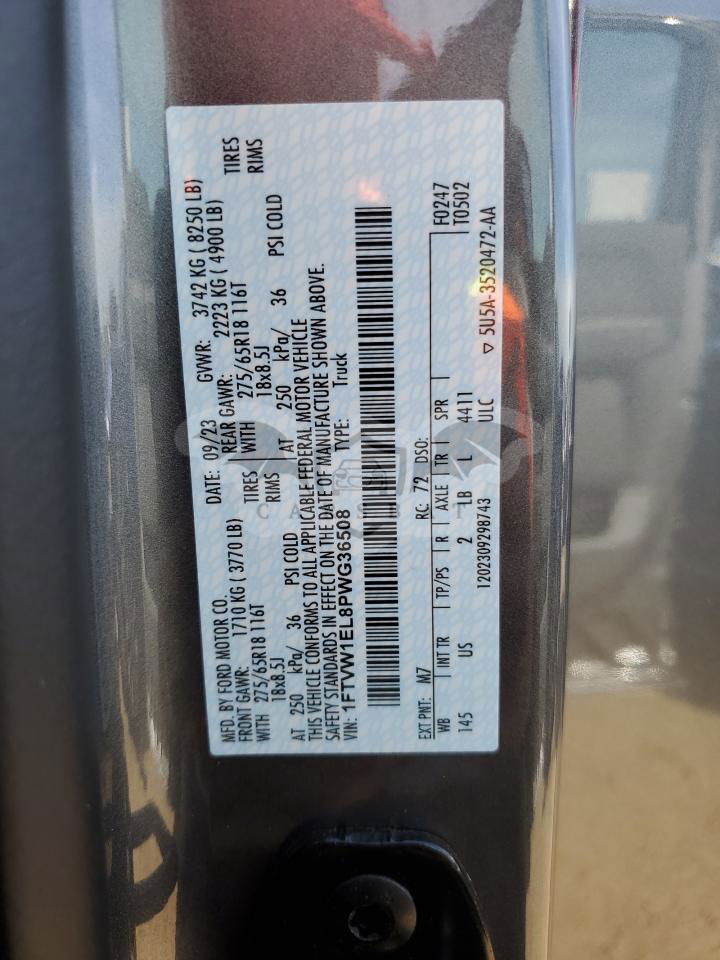 MFD. BY FORD MOTOR CO. DATE: 09/23 GVWR: 3742 KG ( 8250 LB)
FRONT GAWR: 1710 KG ( 3770 LB) REAR GAWR: 2223 KG ( 4900 LB)
WITH 275/65R18 116T TIRES WITH 275/65R18 116T TIRES
18x8.5J RIMS 18x8.5J RIMS
AT 250 kPa/ 36 PSI COLD AT 250 kPa/ 36 PSI COLD
THIS VEHICLE CONFORMS TO ALL APPLICABLE FEDERAL MOTOR VEHICLE
SAFETY STANDARDS IN EFFECT ON THE DATE OF MANUFACTURE SHOWN ABOVE.
VIN: 1FTVW1EL8PWG36508 TYPE: Truck
EXT PNT: M7 RC: 72 DSO: F0247
WB INT TR TP/PS R AXLE TR SPR T0502
145 US 2 LB L 4411
1202309298743 ULC ▽ 5U5A-3520472-AA